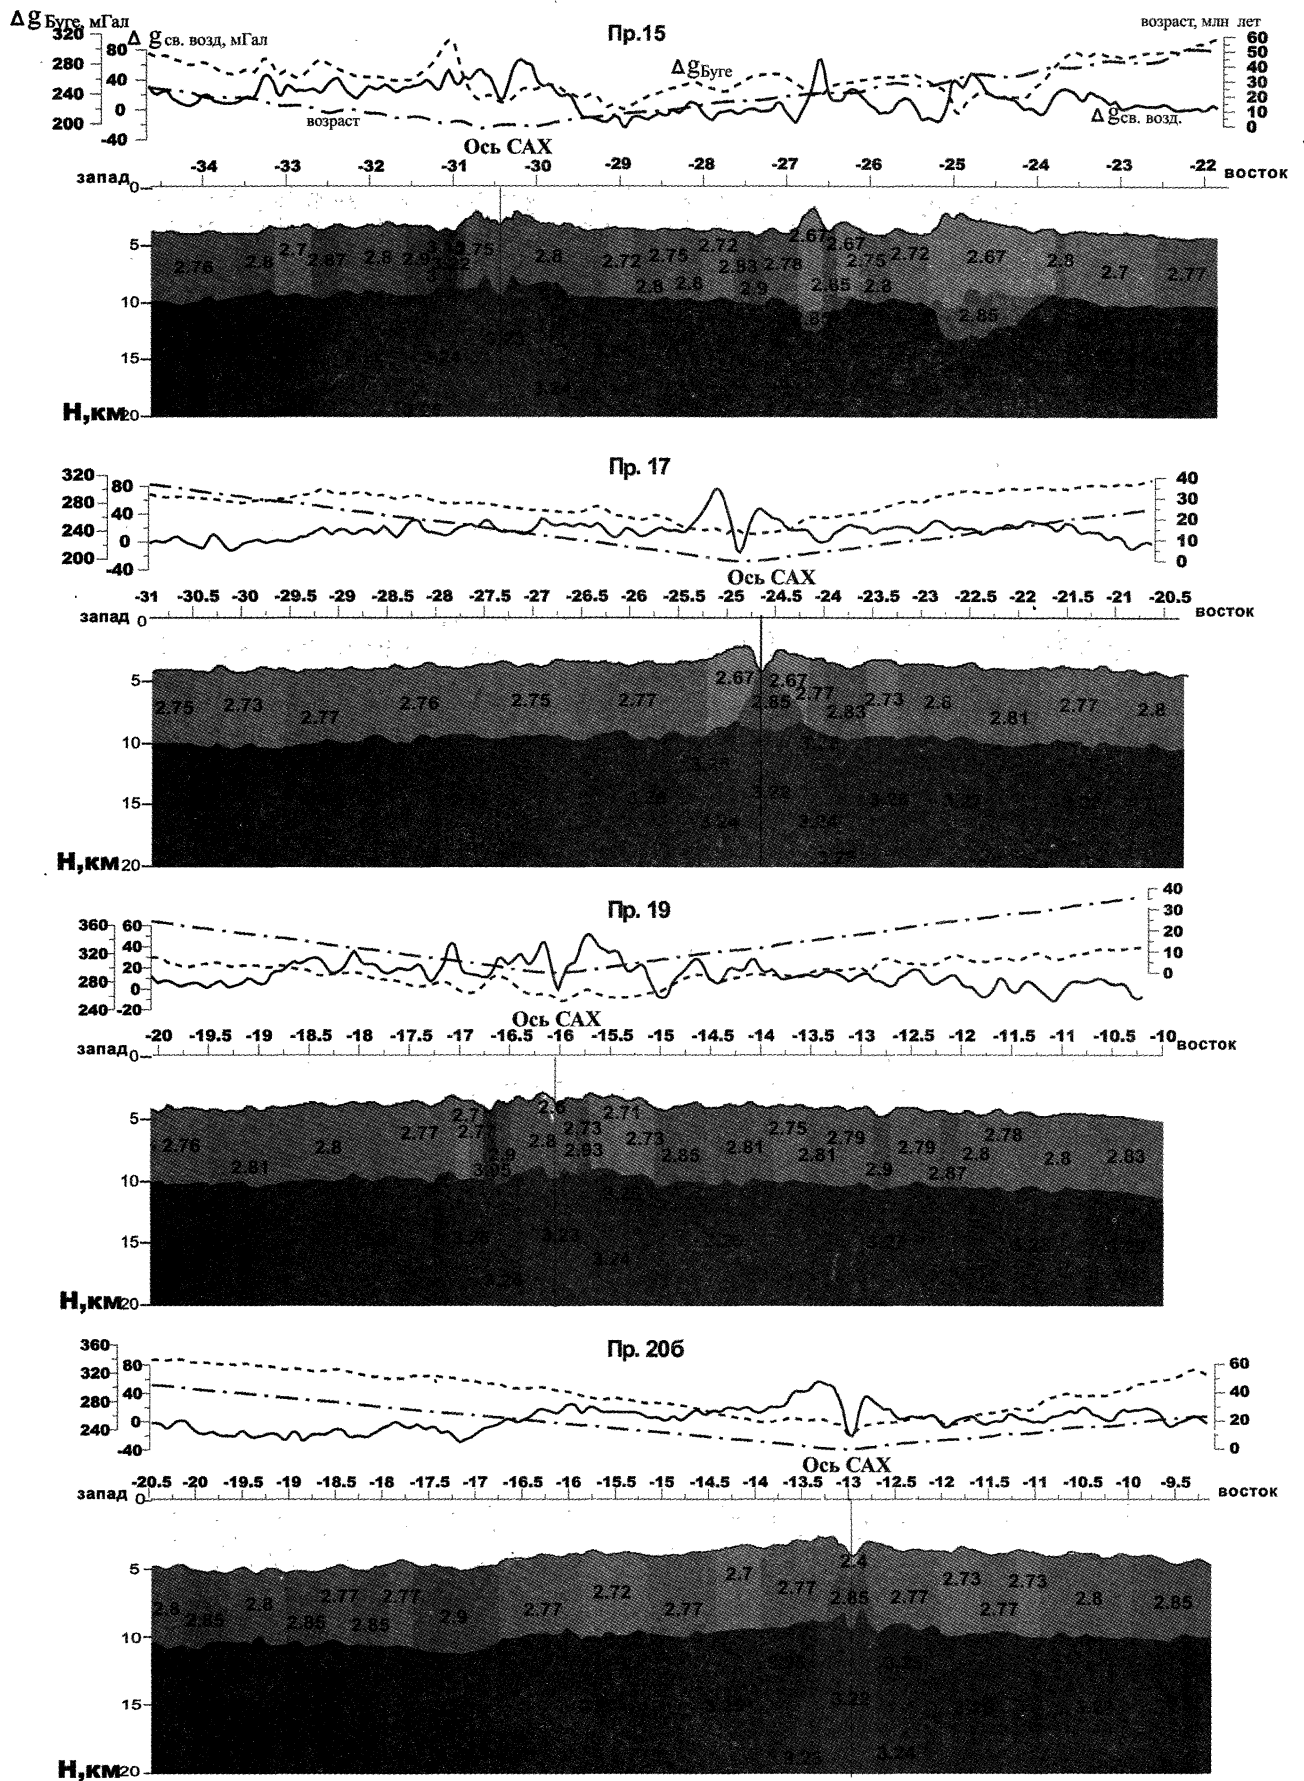 Δg Буге, мГал
Δ g св. возд, мГал
Пр.15
возраст, млн лет
320 280 240 200
80 40 0 -40
60 50 40 30 20 10 0
Δg Буге
возраст
Δ g св. возд.
Ось САХ
-34 -33 -32 -31 -30 -29 -28 -27 -26 -25 -24 -23 -22
запад
восток
0 5 10 15 20
2.76 2.8 2.7 2.87 2.8 2.9 2.75 2.8 2.72 2.75 2.72 2.78 2.67 2.67 2.75 2.72 2.67 2.8 2.7 2.77
2.8 2.8 2.9 2.8
2.85
Н,км
Пр. 17
320 280 240 200
80 40 0 -40
40 30 20 10 0
Ось САХ
-31 -30.5 -30 -29.5 -29 -28.5 -28 -27.5 -27 -26.5 -26 -25.5 -25 -24.5 -24 -23.5 -23 -22.5 -22 -21.5 -21 -20.5
запад
восток
0 5 10 15 20
2.75 2.73 2.77 2.76 2.75 2.77 2.67 2.67 2.85 2.77 2.83 2.73 2.8 2.81 2.77 2.8
Н,км
Пр. 19
360 320 280 240
60 40 20 0 -20
40 30 20 10 0
Ось САХ
-20 -19.5 -19 -18.5 -18 -17.5 -17 -16.5 -16 -15.5 -15 -14.5 -14 -13.5 -13 -12.5 -12 -11.5 -11 -10.5 -10
запад
восток
0 5 10 15 20
2.76 2.81 2.8 2.77 2.7 2.9 2.8 2.73 2.93 2.71 2.73 2.85 2.81 2.75 2.81 2.79 2.9 2.79 2.87 2.8 2.78 2.8 2.83
3.24
Н,км
Пр. 20б
360 320 280 240
80 40 0 -40
60 40 20 0
Ось САХ
-20.5 -20 -19.5 -19 -18.5 -18 -17.5 -17 -16.5 -16 -15.5 -15 -14.5 -14 -13.5 -13 -12.5 -12 -11.5 -11 -10.5 -10 -9.5
запад
восток
0 5 10 15 20
2.8 2.85 2.8 2.85 2.77 2.85 2.77 2.9 2.77 2.72 2.77 2.7 2.77 2.4 2.85 2.77 2.73 2.77 2.73 2.8 2.85
Н,км